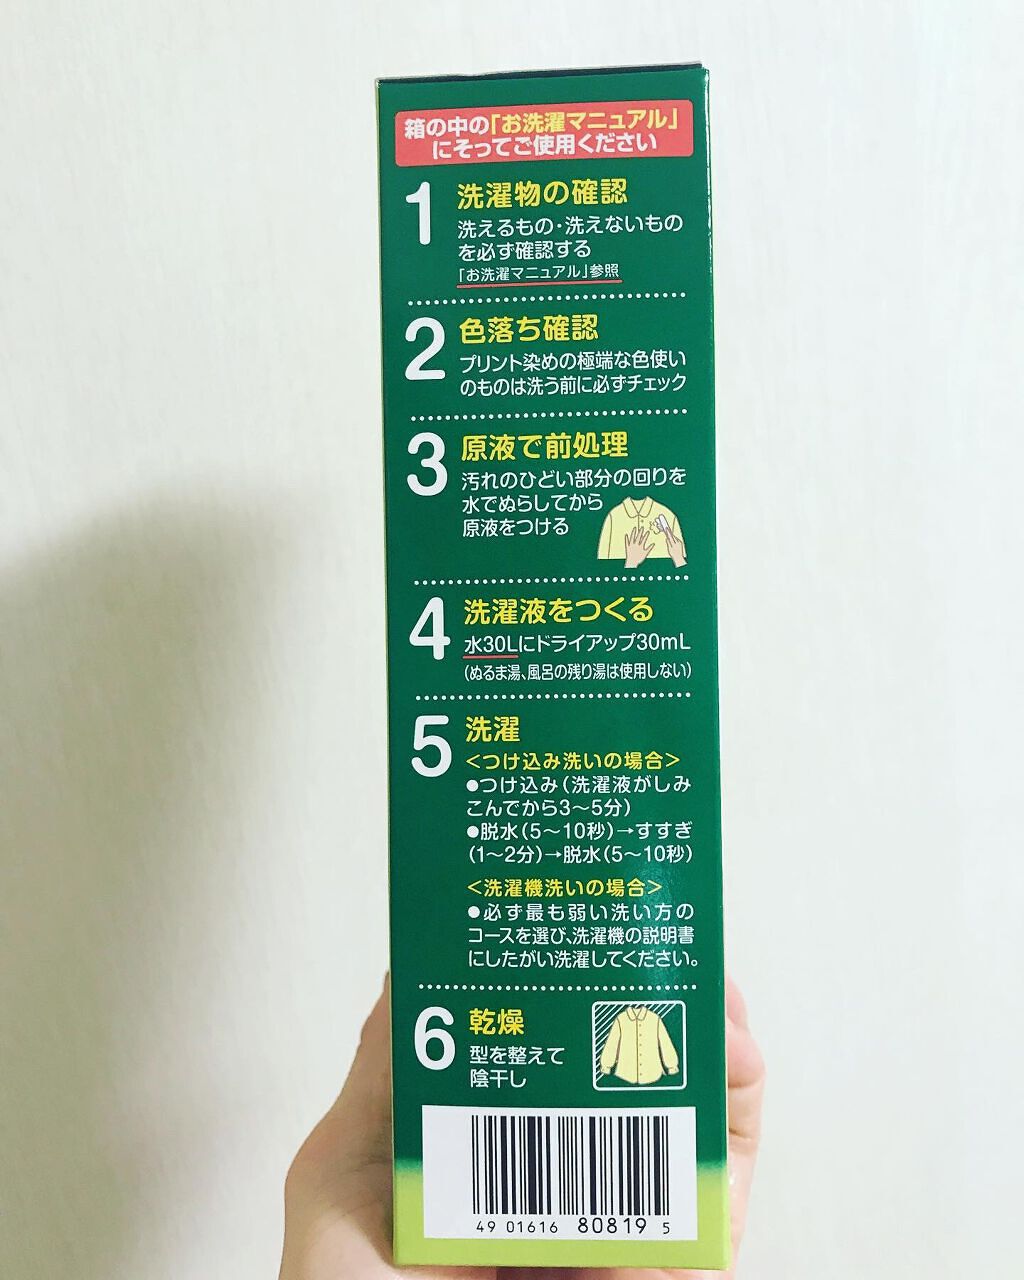 箱の中の「お洗濯マニュアル」
にそってご使用ください
1 洗濯物の確認
洗えるもの・洗えないもの
を必ず確認する
「お洗濯マニュアル」参照
2 色落ち確認
プリント染めの極端な色使い
のものは洗う前に必ずチェック
3 原液で前処理
汚れのひどい部分の回りを
水でぬらしてから
原液をつける
4 洗濯液をつくる
水30Lにドライアップ30mL
(ぬるま湯、風呂の残り湯は使用しない)
5 洗濯
<つけ込み洗いの場合>
●つけ込み(洗濯液がしみ
こんでから3〜5分)
●脱水(5〜10秒)→すすぎ
(1〜2分)→脱水(5〜10秒)
<洗濯機洗いの場合>
●必ず最も弱い洗い方の
コースを選び、洗濯機の説明書
にしたがい洗濯してください。
6 乾燥
型を整えて
陰干し
49 01616 80819 5